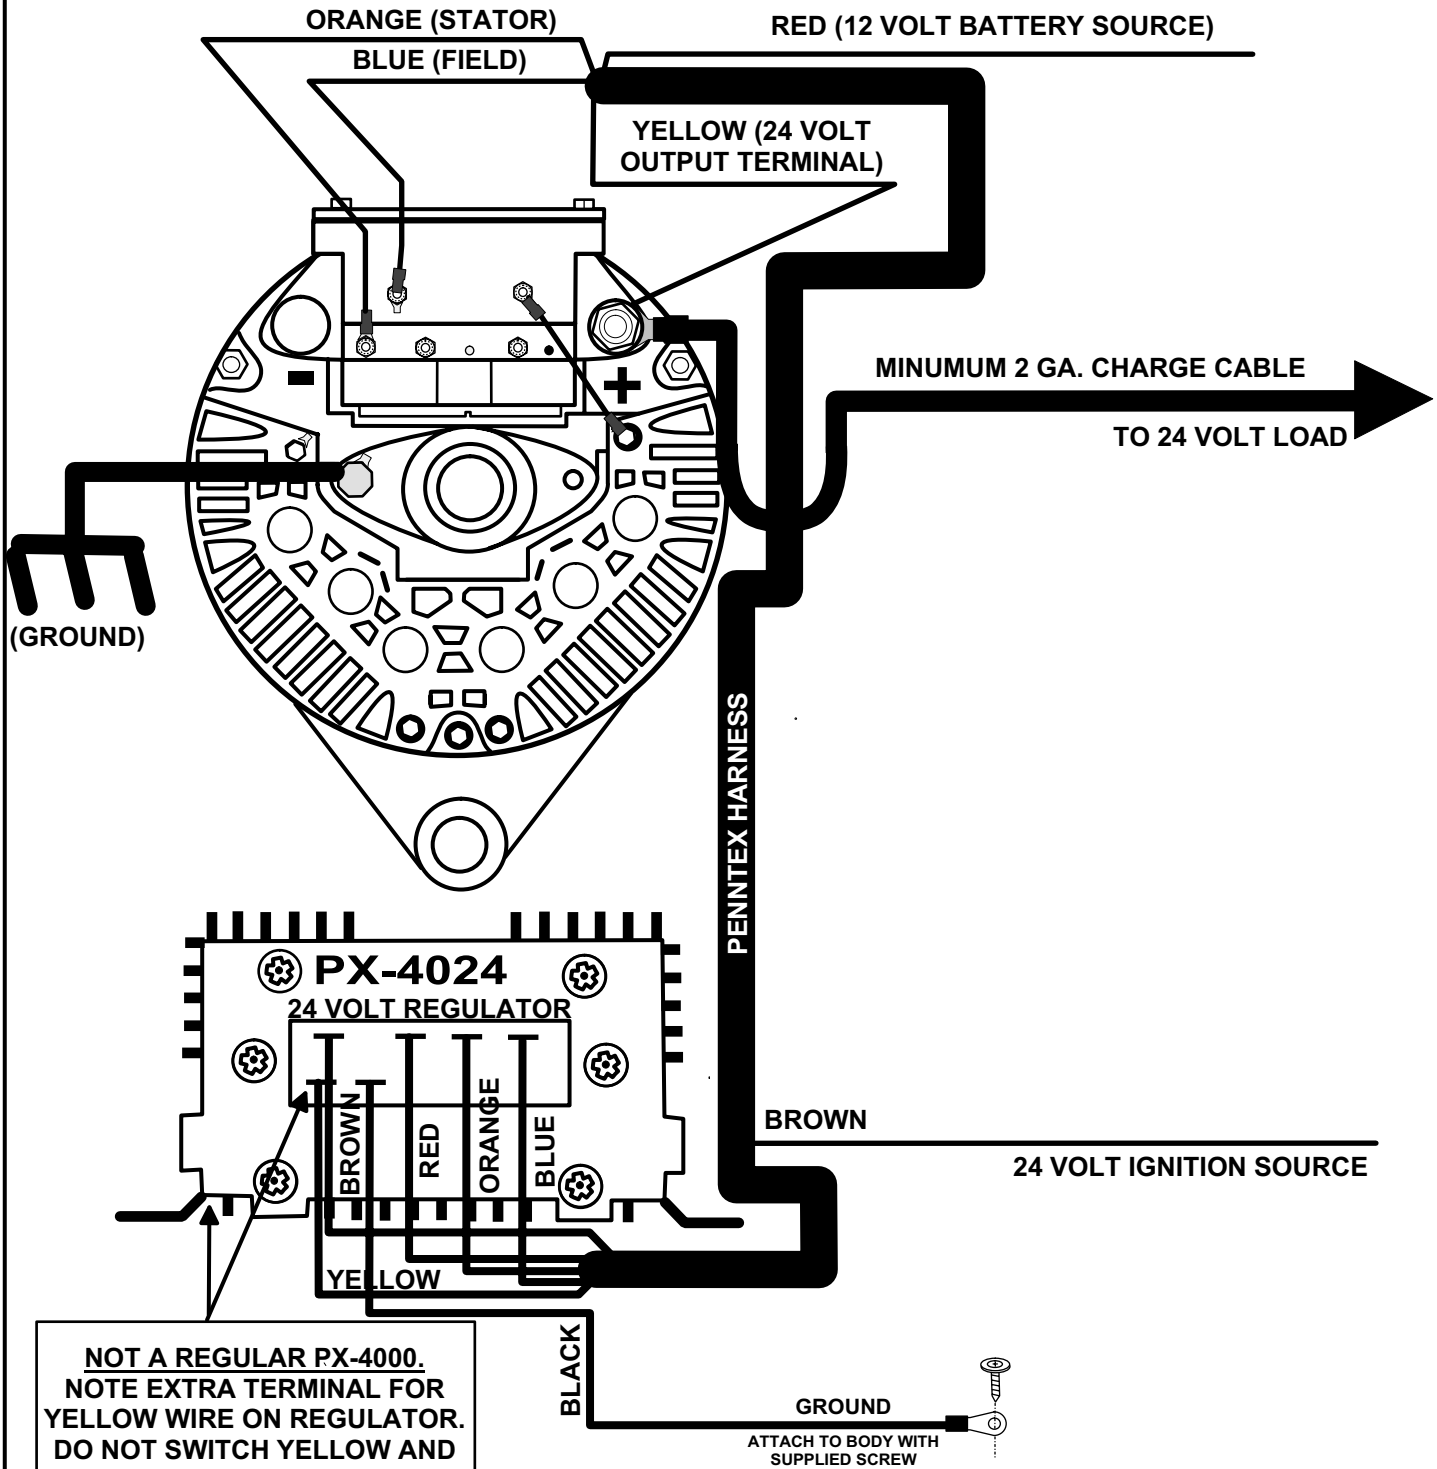 ORANGE (STATOR)
RED (12 VOLT BATTERY SOURCE)
BLUE (FIELD)
YELLOW (24 VOLT
OUTPUT TERMINAL)
MINUMUM 2 GA. CHARGE CABLE
TO 24 VOLT LOAD
(GROUND)
PENNTEX HARNESS
PX-4024
24 VOLT REGULATOR
BROWN
RED
ORANGE
BLUE
BROWN
24 VOLT IGNITION SOURCE
YELLOW
BLACK
NOT A REGULAR PX-4000.
NOTE EXTRA TERMINAL FOR
YELLOW WIRE ON REGULATOR.
DO NOT SWITCH YELLOW AND
GROUND
ATTACH TO BODY WITH
SUPPLIED SCREW